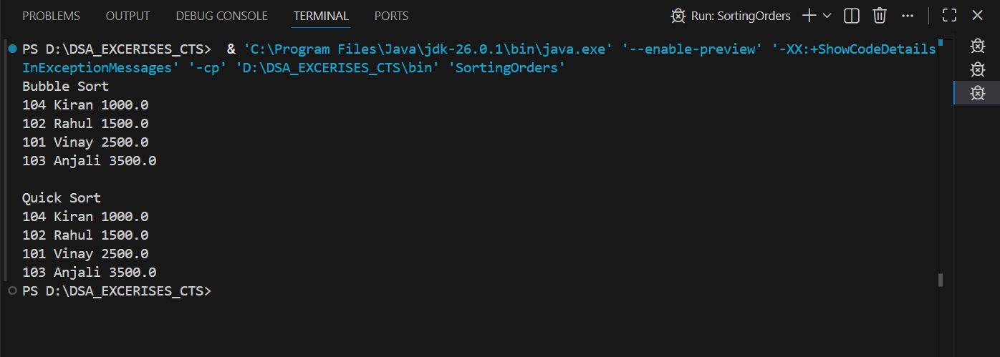 PROBLEMS OUTPUT DEBUG CONSOLE TERMINAL PORTS Run: SortingOrders
PS D:\DSA_EXCERISES_CTS>  & 'C:\Program Files\Java\jdk-26.0.1\bin\java.exe' '--enable-preview' '-XX:+ShowCodeDetails
InExceptionMessages' '-cp' 'D:\DSA_EXCERISES_CTS\bin' 'SortingOrders'
Bubble Sort
104 Kiran 1000.0
102 Rahul 1500.0
101 Vinay 2500.0
103 Anjali 3500.0

Quick Sort
104 Kiran 1000.0
102 Rahul 1500.0
101 Vinay 2500.0
103 Anjali 3500.0
PS D:\DSA_EXCERISES_CTS>